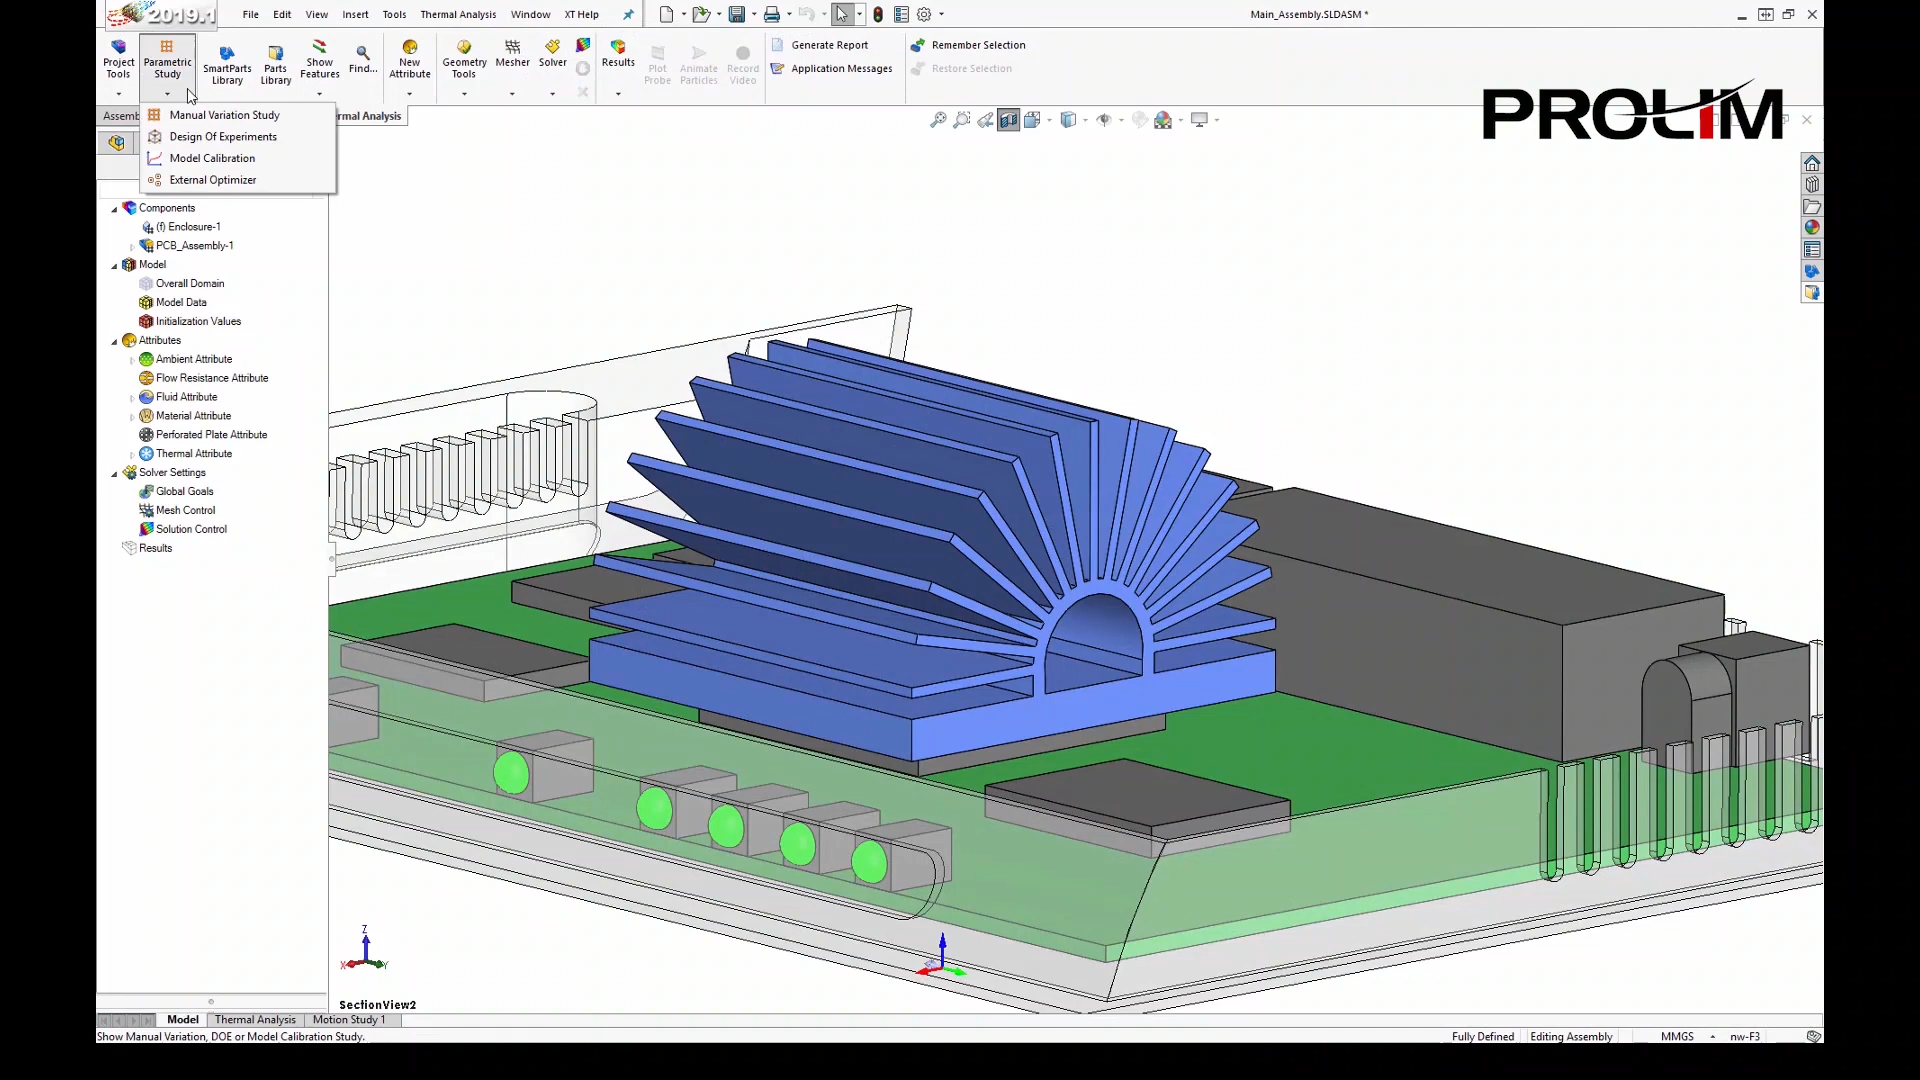 2019.1
File Edit View Insert Tools Thermal Analysis Window XT Help
Main_Assembly.SLDASM *
Project Tools
Parametric Study
SmartParts Library
Parts Library
Show Features
Find...
New Attribute
Geometry Tools
Mesher
Solver
Results
Plot Probe
Animate Particles
Record Video
Generate Report
Application Messages
Remember Selection
Restore Selection
PROLIM
Assemb
rmal Analysis
Manual Variation Study
Design Of Experiments
Model Calibration
External Optimizer
Components
(f) Enclosure-1
PCB_Assembly-1
Model
Overall Domain
Model Data
Initialization Values
Attributes
Ambient Attribute
Flow Resistance Attribute
Fluid Attribute
Material Attribute
Perforated Plate Attribute
Thermal Attribute
Solver Settings
Global Goals
Mesh Control
Solution Control
Results
Z
X
Y
SectionView2
Model Thermal Analysis Motion Study 1
Show Manual Variation, DOE or Model Calibration Study.
Fully Defined Editing Assembly MMGS nw-F3